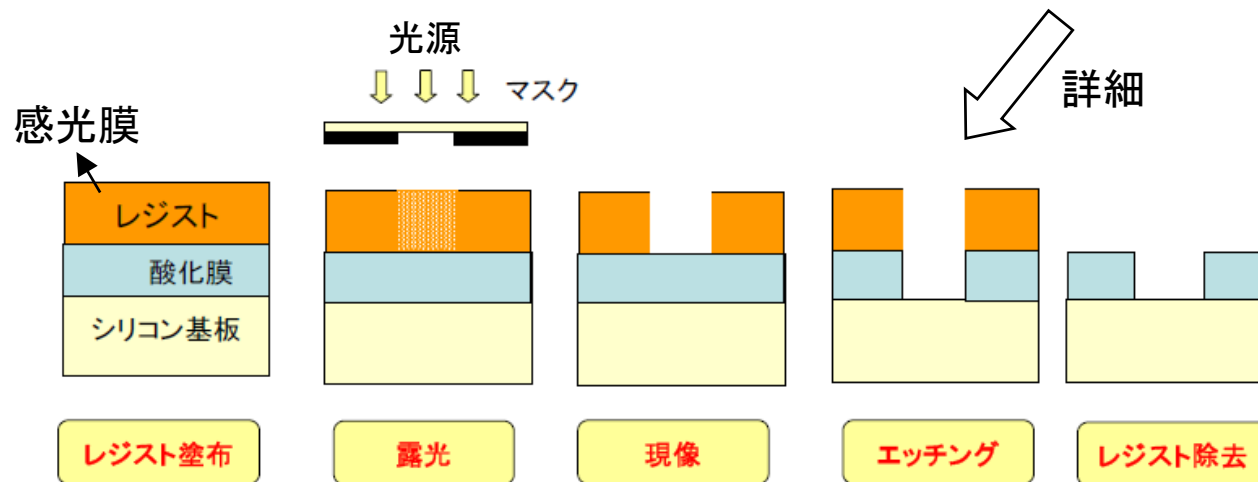 光源
マスク
詳細
感光膜
レジスト
酸化膜
シリコン基板
レジスト塗布
露光
現像
エッチング
レジスト除去